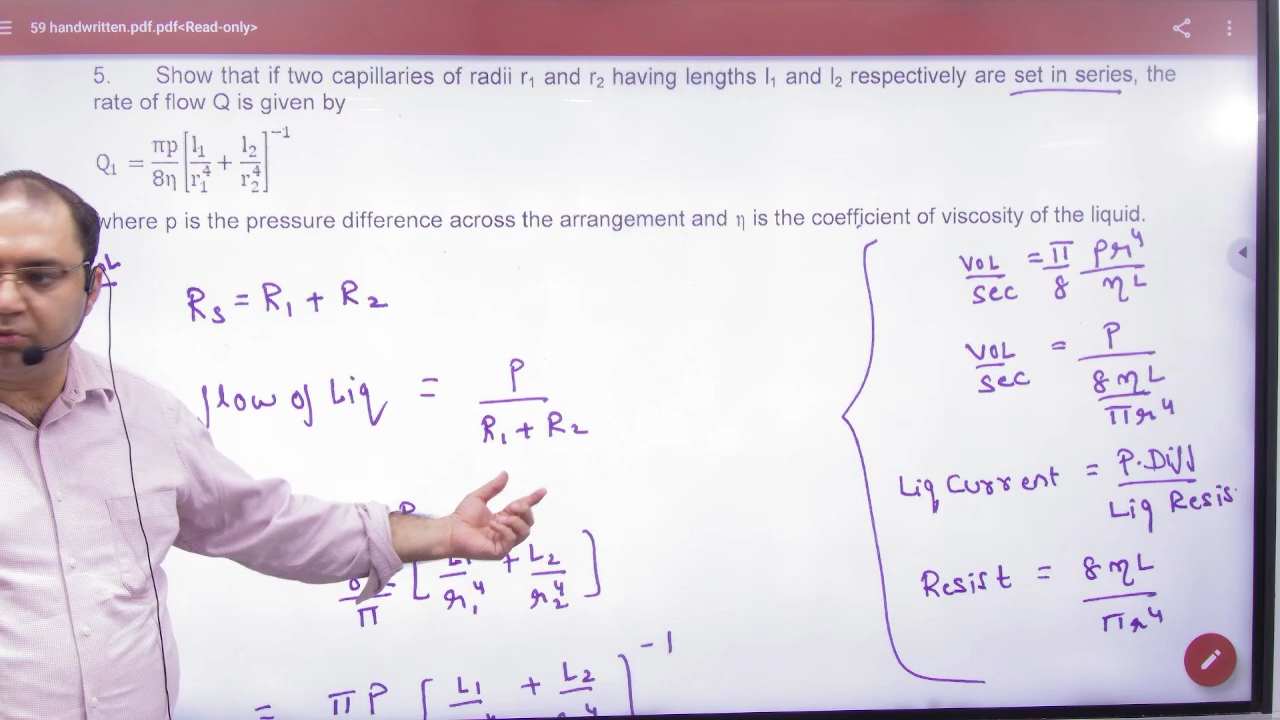 59 handwritten.pdf.pdf<Read-only>
5. Show that if two capillaries of radii r₁ and r₂ having lengths l₁ and l₂ respectively are set in series, the
rate of flow Q is given by
Q₁ = πp/8η [l₁/r₁⁴ + l₂/r₂⁴]⁻¹
where p is the pressure difference across the arrangement and η is the coefficient of viscosity of the liquid.
L
Rs = R₁ + R₂
flow of Liq = P / R₁ + R₂
P
π [L₁/r₁⁴ + L₂/r₂⁴]
= πP [L₁ + L₂ ]⁻¹
VOL/sec = π/8 Pr⁴/ηL
VOL/sec = P / 8ηL/πr⁴
Liq Current = P.Diff / Liq Resis
Resist = 8ηL / πr⁴